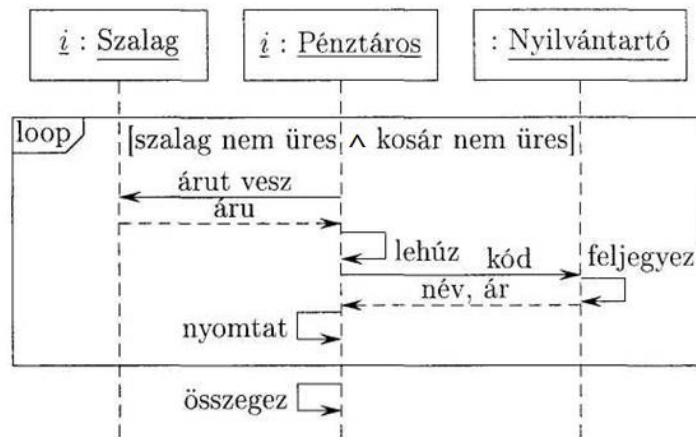 i : Szalag
i : Pénztáros
: Nyilvántartó
loop
[szalag nem üres ∧ kosár nem üres]
árut vesz
áru
lehúz
kód
feljegyez
név, ár
nyomtat
összegez